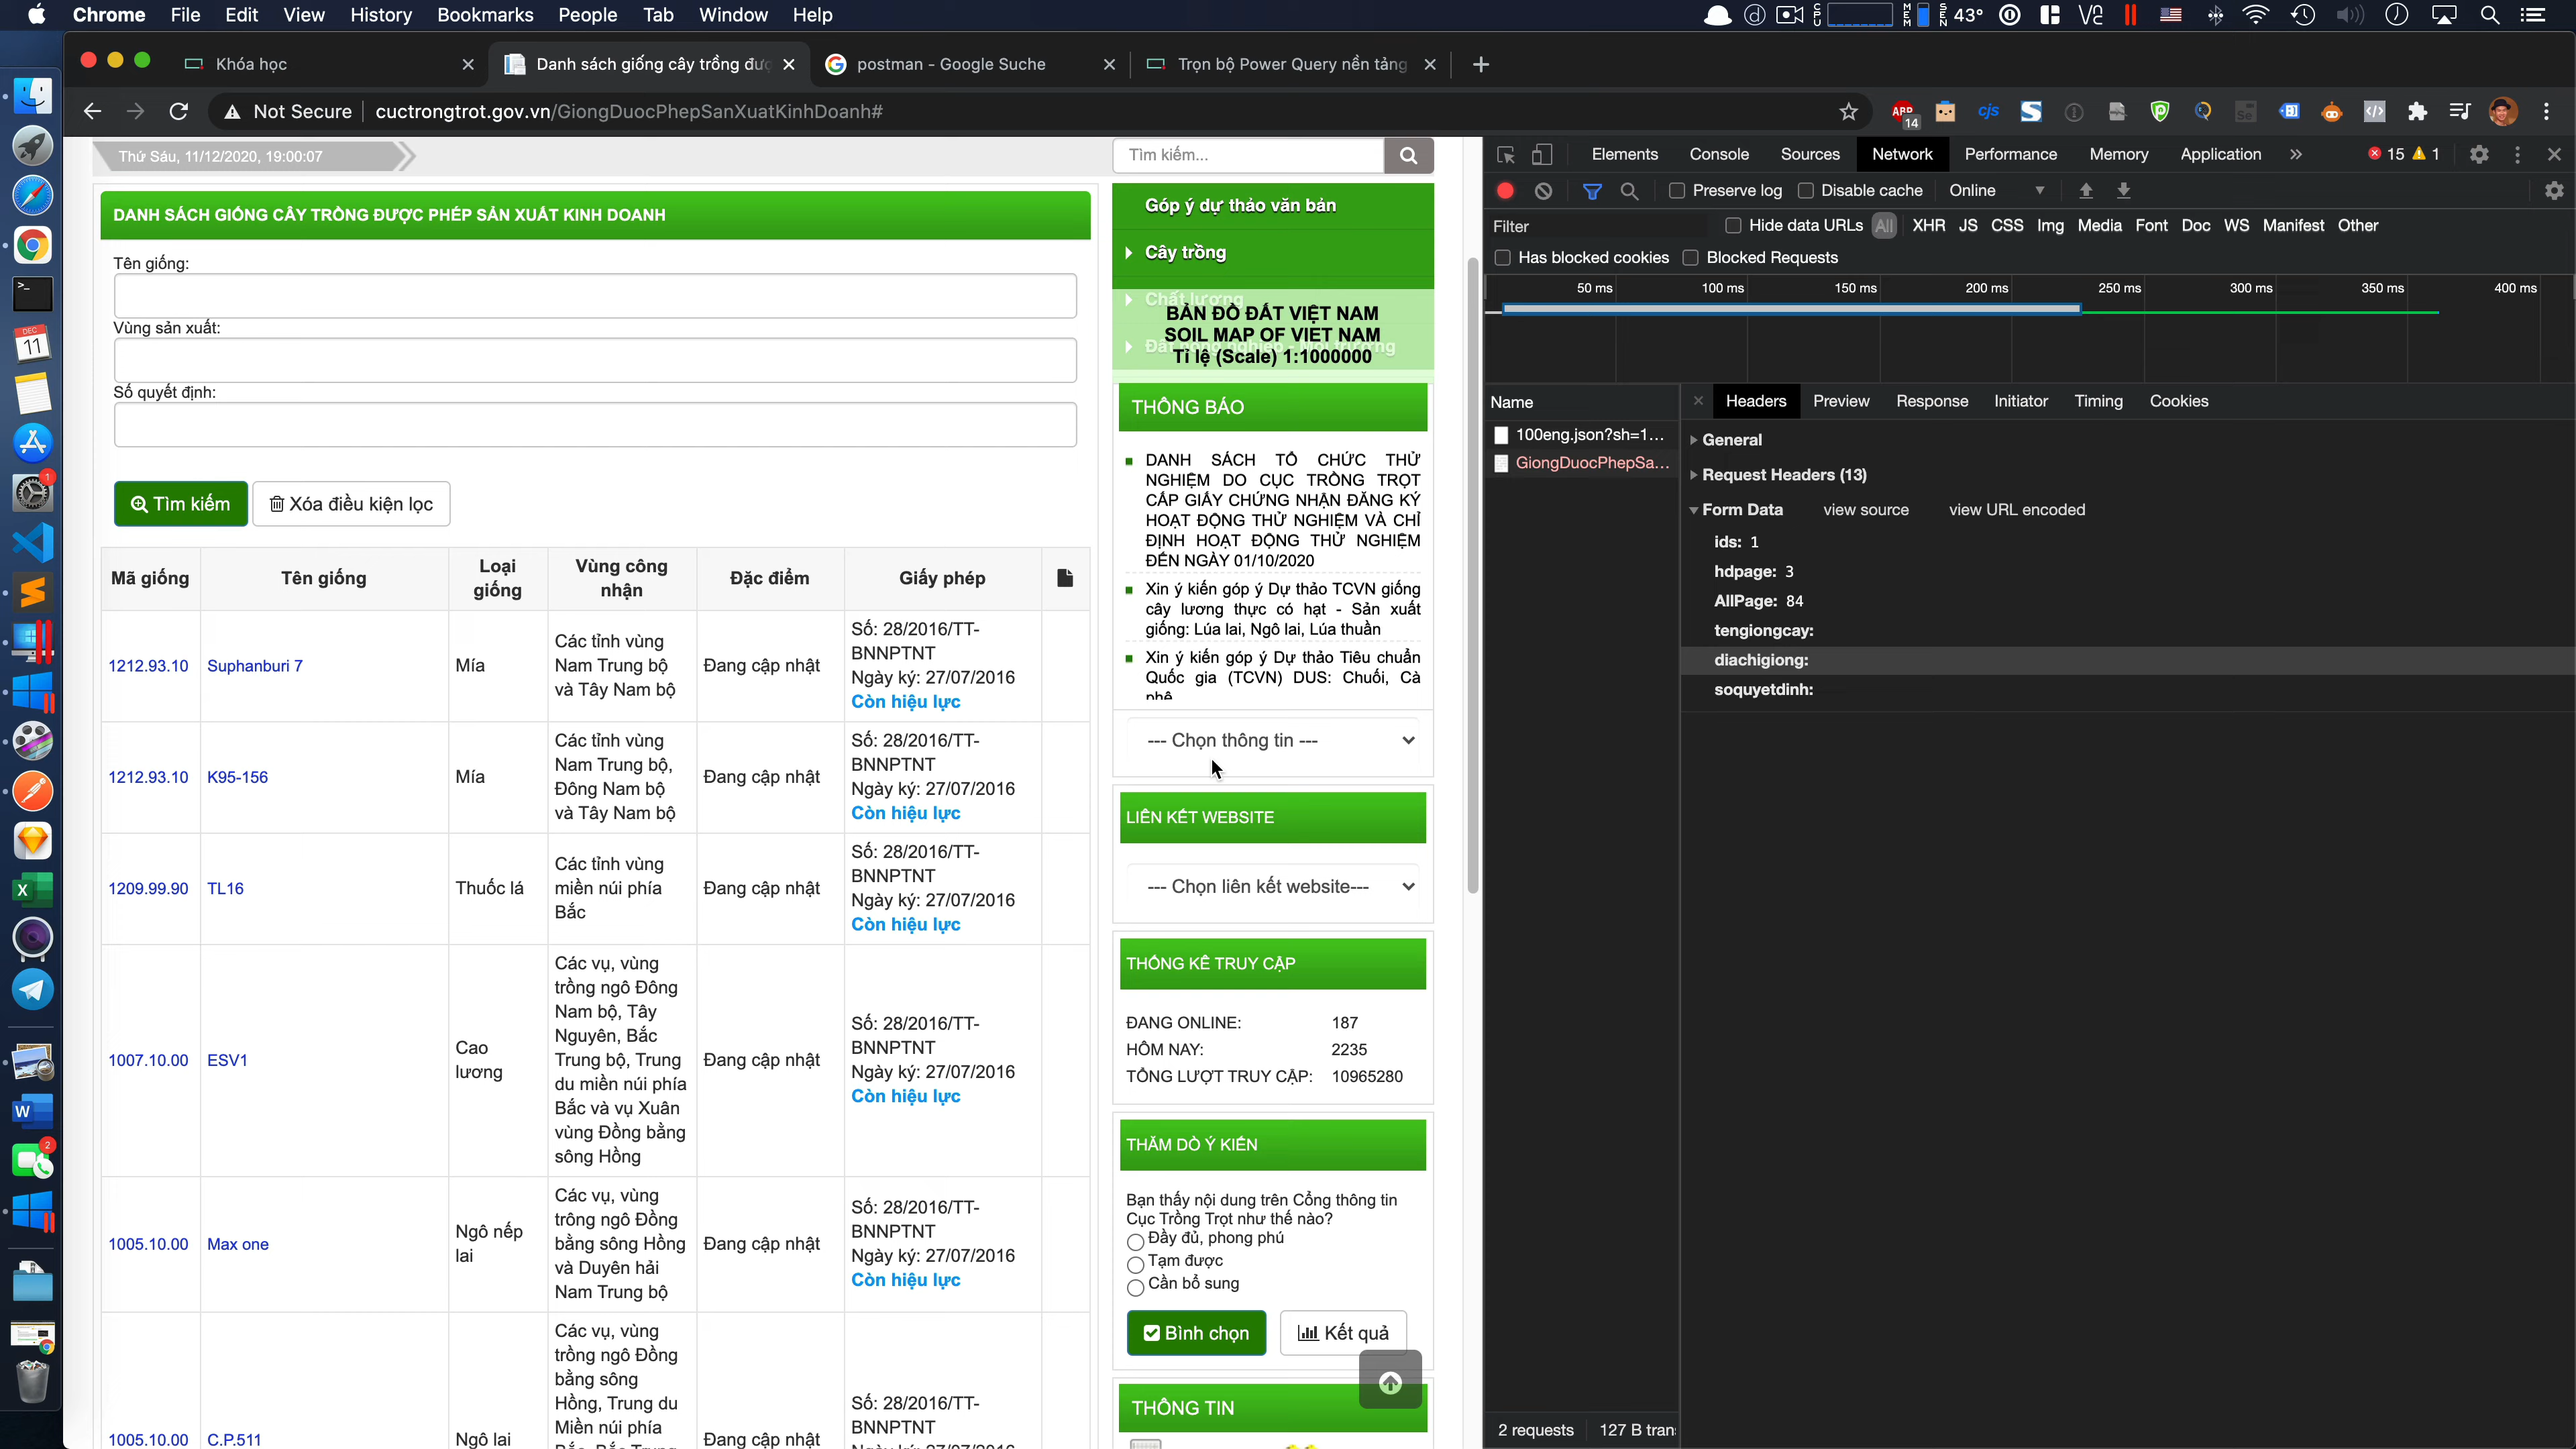 Chrome File Edit View History Bookmarks People Tab Window Help
CPU MEM SEN 43°
Khóa học
Danh sách giống cây trồng đượ
postman - Google Suche
Trọn bộ Power Query nền tảng
Not Secure cuctrongtrot.gov.vn/GiongDuocPhepSanXuatKinhDoanh#
ABP 14 cjs
Thứ Sáu, 11/12/2020, 19:00:07
Tìm kiếm...
DANH SÁCH GIỐNG CÂY TRỒNG ĐƯỢC PHÉP SẢN XUẤT KINH DOANH
Tên giống:
Vùng sản xuất:
Số quyết định:
Tìm kiếm Xóa điều kiện lọc
Mã giống Tên giống Loại giống Vùng công nhận Đặc điểm Giấy phép
1212.93.10 Suphanburi 7 Mía
Các tỉnh vùng
Nam Trung bộ
và Tây Nam bộ
Đang cập nhật
Số: 28/2016/TT-
BNNPTNT
Ngày ký: 27/07/2016
Còn hiệu lực
1212.93.10 K95-156 Mía
Các tỉnh vùng
Nam Trung bộ,
Đông Nam bộ
và Tây Nam bộ
Đang cập nhật
Số: 28/2016/TT-
BNNPTNT
Ngày ký: 27/07/2016
Còn hiệu lực
1209.99.90 TL16 Thuốc lá
Các tỉnh vùng
miền núi phía
Bắc
Đang cập nhật
Số: 28/2016/TT-
BNNPTNT
Ngày ký: 27/07/2016
Còn hiệu lực
1007.10.00 ESV1
Cao
lương
Các vụ, vùng
trồng ngô Đông
Nam bộ, Tây
Nguyên, Bắc
Trung bộ, Trung
du miền núi phía
Bắc và vụ Xuân
vùng Đồng bằng
sông Hồng
Đang cập nhật
Số: 28/2016/TT-
BNNPTNT
Ngày ký: 27/07/2016
Còn hiệu lực
1005.10.00 Max one
Ngô nếp
lai
Các vụ, vùng
trông ngô Đồng
bằng sông Hồng
và Duyên hải
Nam Trung bộ
Đang cập nhật
Số: 28/2016/TT-
BNNPTNT
Ngày ký: 27/07/2016
Còn hiệu lực
1005.10.00 C.P.511 Ngô lai
Các vụ, vùng
trồng ngô Đồng
bằng sông
Hồng, Trung du
Miền núi phía
Đang cập nhật
Số: 28/2016/TT-
BNNPTNT
Góp ý dự thảo văn bản
Cây trồng
Chất lượng
BẢN ĐỒ ĐẤT VIỆT NAM
SOIL MAP OF VIET NAM
Tỉ lệ (Scale) 1:1000000
THÔNG BÁO
DANH SÁCH TỔ CHỨC THỬ
NGHIỆM DO CỤC TRỒNG TRỌT
CẤP GIẤY CHỨNG NHẬN ĐĂNG KÝ
HOẠT ĐỘNG THỬ NGHIỆM VÀ CHỈ
ĐỊNH HOẠT ĐỘNG THỬ NGHIỆM
ĐẾN NGÀY 01/10/2020
Xin ý kiến góp ý Dự thảo TCVN giống
cây lương thực có hạt - Sản xuất
giống: Lúa lai, Ngô lai, Lúa thuần
Xin ý kiến góp ý Dự thảo Tiêu chuẩn
Quốc gia (TCVN) DUS: Chuối, Cà
phê
--- Chọn thông tin ---
LIÊN KẾT WEBSITE
--- Chọn liên kết website---
THỐNG KÊ TRUY CẬP
ĐANG ONLINE: 187
HÔM NAY: 2235
TỔNG LƯỢT TRUY CẬP: 10965280
THĂM DÒ Ý KIẾN
Bạn thấy nội dung trên Cổng thông tin
Cục Trồng Trọt như thế nào?
Đầy đủ, phong phú
Tạm được
Cần bổ sung
Bình chọn Kết quả
THÔNG TIN
Elements Console Sources Network Performance Memory Application 15 1
Preserve log Disable cache Online
Filter Hide data URLs All XHR JS CSS Img Media Font Doc WS Manifest Other
Has blocked cookies Blocked Requests
50 ms 100 ms 150 ms 200 ms 250 ms 300 ms 350 ms 400 ms
Name
100eng.json?sh=1...
GiongDuocPhepSa...
Headers Preview Response Initiator Timing Cookies
General
Request Headers (13)
Form Data view source view URL encoded
ids: 1
hdpage: 3
AllPage: 84
tengiongcay:
diachigiong:
soquyetdinh:
2 requests 127 B tran
DEC
11
1
2